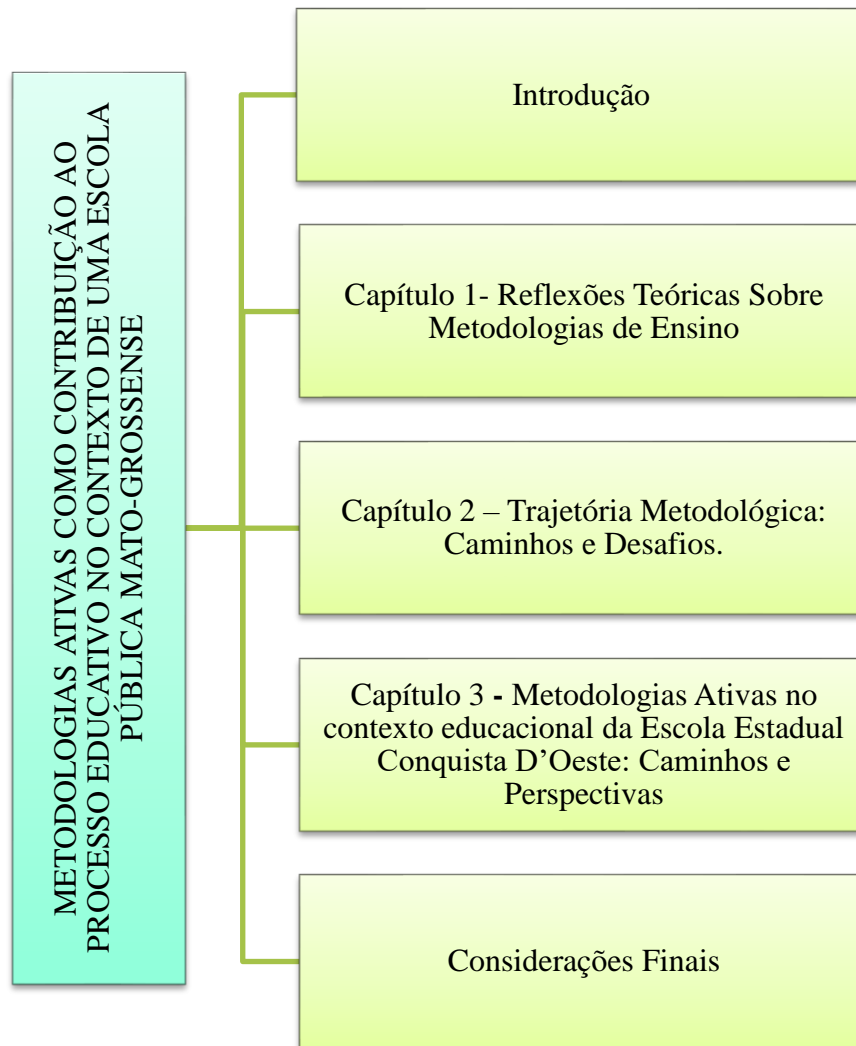 METODOLOGIAS ATIVAS COMO CONTRIBUIÇÃO AO
PROCESSO EDUCATIVO NO CONTEXTO DE UMA ESCOLA
PÚBLICA MATO-GROSSENSE
Introdução
Capítulo 1- Reflexões Teóricas Sobre
Metodologias de Ensino
Capítulo 2 – Trajetória Metodológica:
Caminhos e Desafios.
Capítulo 3 - Metodologias Ativas no
contexto educacional da Escola Estadual
Conquista D’Oeste: Caminhos e
Perspectivas
Considerações Finais